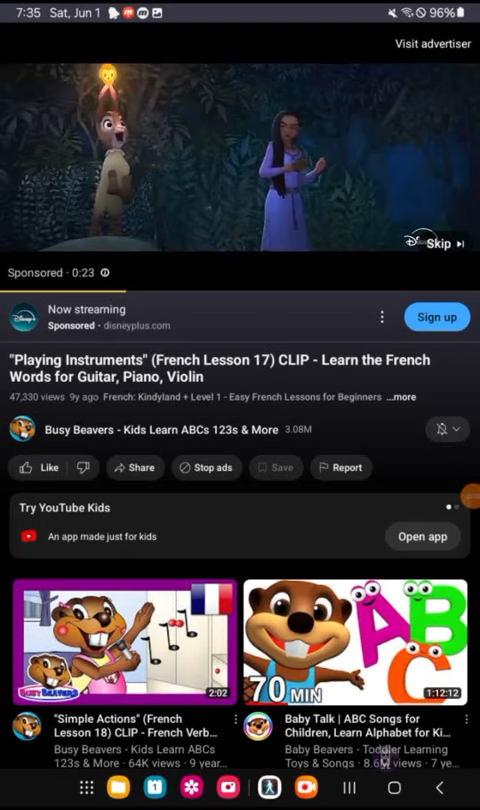 7:35 Sat, Jun 1
96%
Visit advertiser
Skip
Sponsored · 0:23
Now streaming
Sponsored · disneyplus.com
Sign up
"Playing Instruments" (French Lesson 17) CLIP - Learn the French
Words for Guitar, Piano, Violin
47,330 views 9y ago French: Kindyland + Level 1 - Easy French Lessons for Beginners ...more
Busy Beavers - Kids Learn ABCs 123s & More 3.08M
Like
Share
Stop ads
Save
Report
Try YouTube Kids
An app made just for kids
Open app
BUSY BEAVERS
2:02
ABC
70 MIN
1:12:12
"Simple Actions" (French
Lesson 18) CLIP - French Verb...
Busy Beavers - Kids Learn ABCs
123s & More · 64K views · 9 year...
Baby Talk | ABC Songs for
Children, Learn Alphabet for Ki...
Baby Beavers - Toddler Learning
Toys & Songs · 8.6 views · 7 ye...